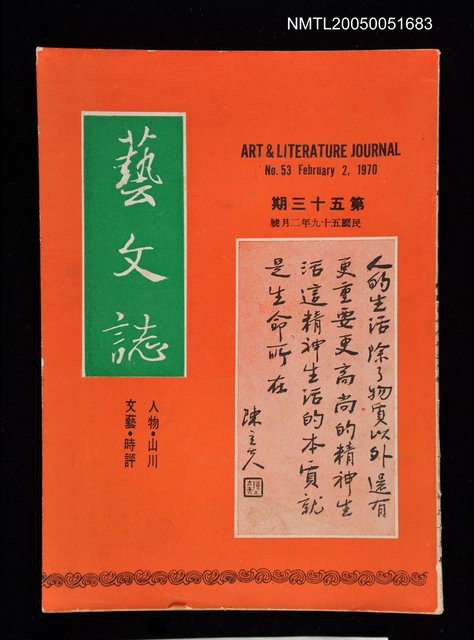 NMTL20050051683
藝文誌
ART & LITERATURE JOURNAL
No. 53 February 2, 1970
第五十三期
民國五十九年二月號
人的生活除了物質以外還有
更重要更高尚的精神生
活這精神生活的本質就
是生命所在
人物·山川
文藝·時評